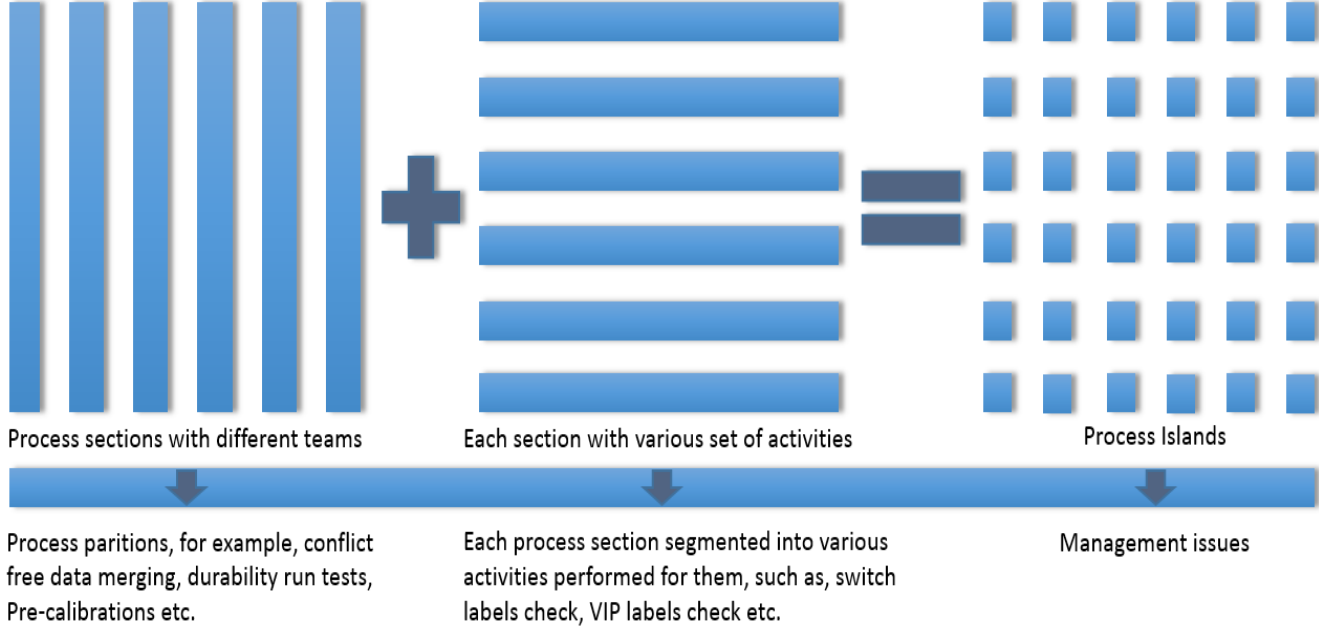 Process sections with different teams
Each section with various set of activities
Process Islands
Process paritions, for example, conflict
free data merging, durability run tests,
Pre-calibrations etc.
Each process section segmented into various
activities performed for them, such as, switch
labels check, VIP labels check etc.
Management issues